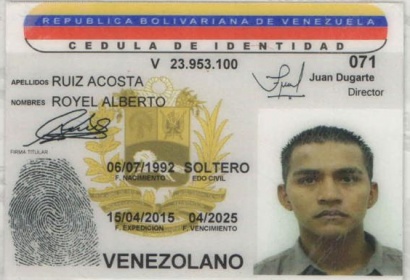 REPUBLICA BOLIVARIANA DE VENEZUELA
CEDULA DE IDENTIDAD
V 23.953.100 071
APELLIDOS RUIZ ACOSTA
Juan Dugarte
Director
NOMBRES ROYEL ALBERTO
FIRMA TITULAR
06/07/1992 SOLTERO
F. NACIMIENTO EDO CIVIL
15/04/2015 04/2025
F. EXPEDICION F. VENCIMIENTO
VENEZOLANO